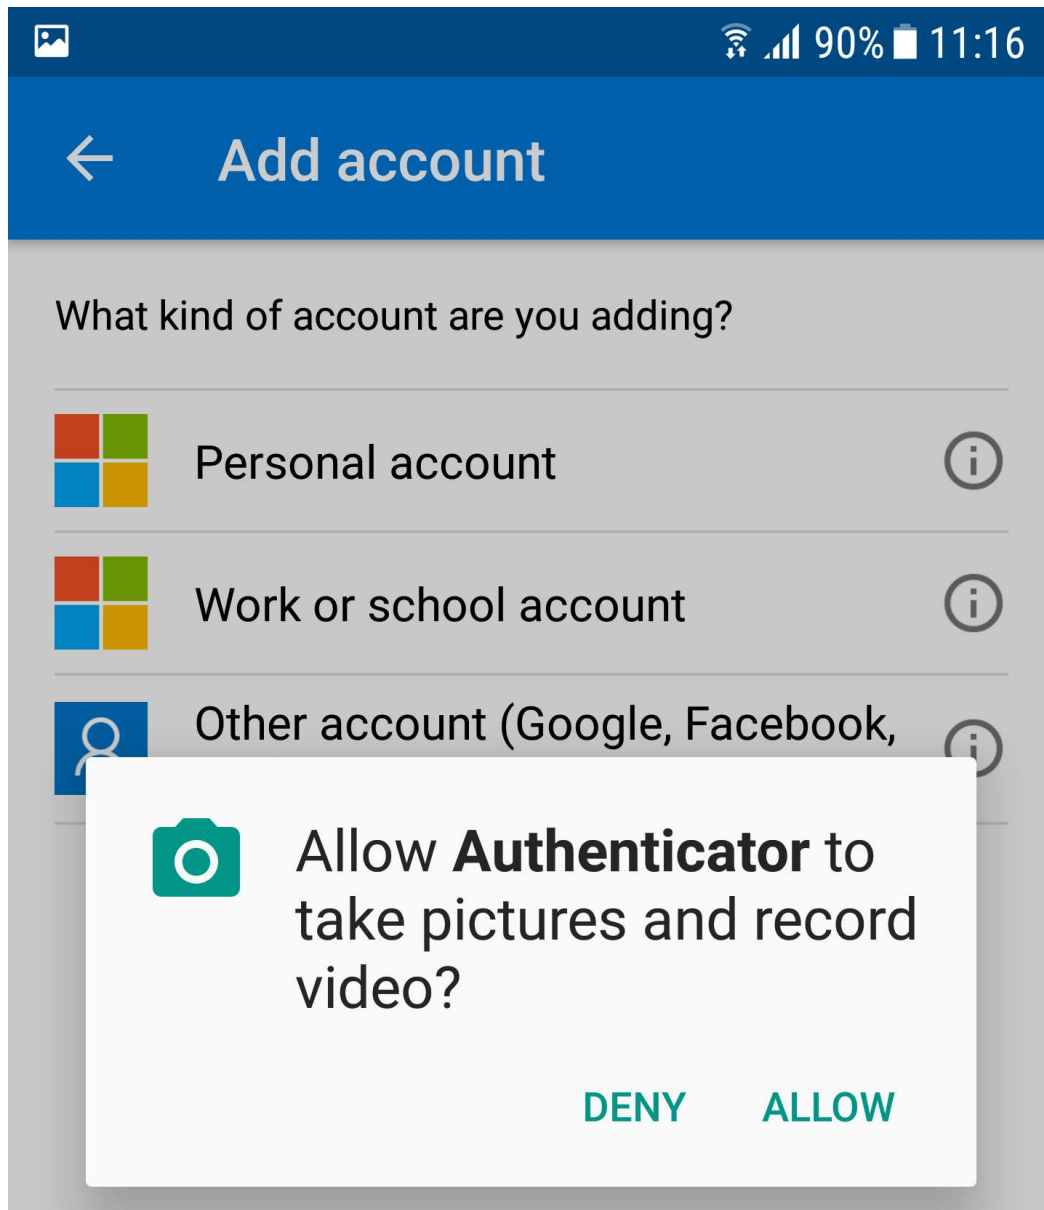 90% 11:16
Add account
What kind of account are you adding?
Personal account
Work or school account
Other account (Google, Facebook,
Allow Authenticator to
take pictures and record
video?
DENY ALLOW